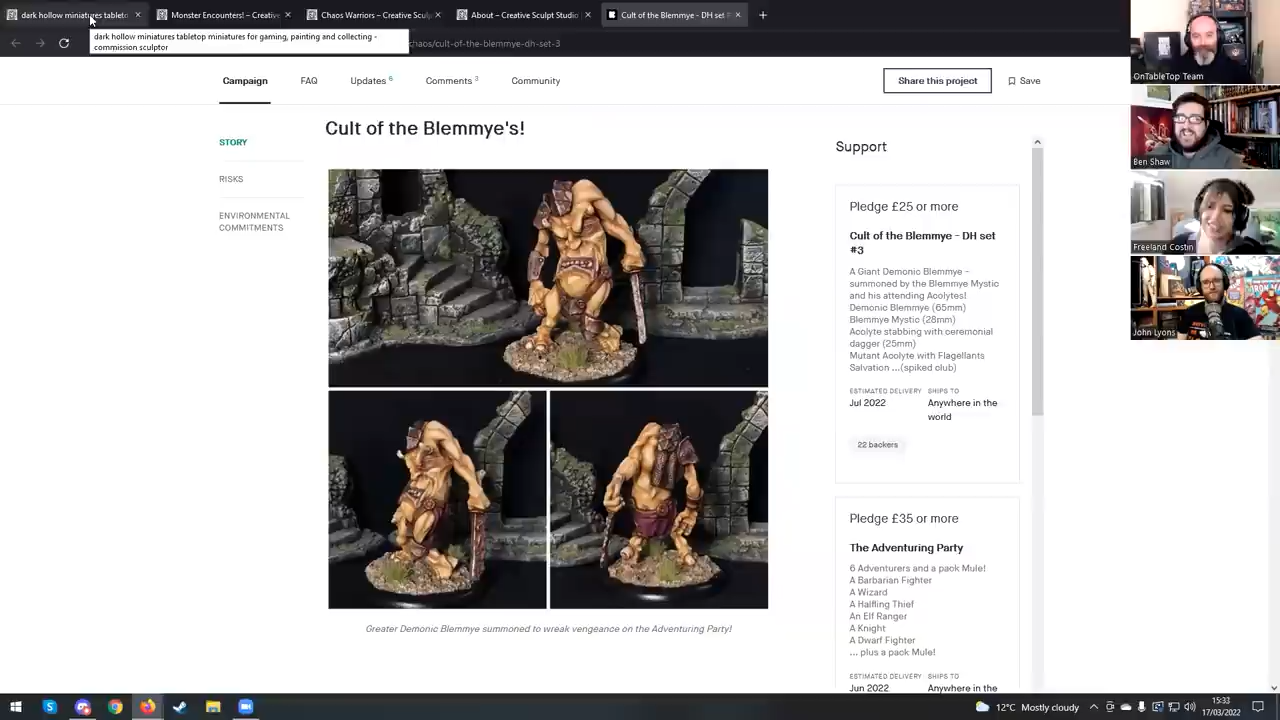 dark hollow miniatures tableto
Monster Encounters! – Creative
Chaos Warriors – Creative Sculp
About – Creative Sculpt Studio
Cult of the Blemmye - DH set #
dark hollow miniatures tabletop miniatures for gaming, painting and collecting -
commission sculptor
chaos/cult-of-the-blemmye-dh-set-3
Campaign
FAQ
Updates 6
Comments 3
Community
Share this project
Save
STORY
RISKS
ENVIRONMENTAL
COMMITMENTS
Cult of the Blemmye's!
Greater Demonic Blemmye summoned to wreak vengeance on the Adventuring Party!
Support
Pledge £25 or more
Cult of the Blemmye - DH set
#3
A Giant Demonic Blemmye -
summoned by the Blemmye Mystic
and his attending Acolytes!
Demonic Blemmye (65mm)
Blemmye Mystic (28mm)
Acolyte stabbing with ceremonial
dagger (25mm)
Mutant Acolyte with Flagellants
Salvation ...(spiked club)
ESTIMATED DELIVERY
SHIPS TO
Jul 2022
Anywhere in the
world
22 backers
Pledge £35 or more
The Adventuring Party
6 Adventurers and a pack Mule!
A Barbarian Fighter
A Wizard
A Halfling Thief
An Elf Ranger
A Knight
A Dwarf Fighter
... plus a pack Mule!
ESTIMATED DELIVERY
SHIPS TO
Jun 2022
Anywhere in the
OnTableTop Team
Ben Shaw
Freeland Costin
John Lyons
12°C Mostly cloudy
15:33
17/03/2022